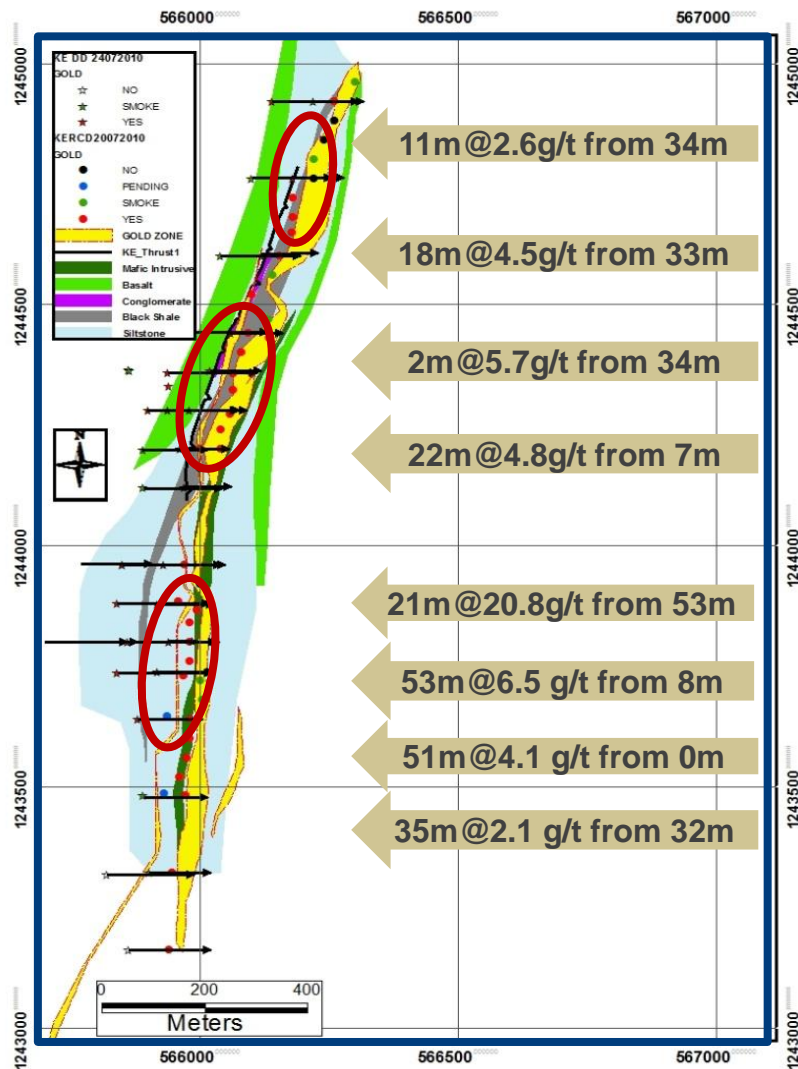 566000
566500
567000
1245000
1245000
KE DD 24072010
GOLD
NO
SMOKE
YES
KERCD20072010
GOLD
NO
PENDING
SMOKE
YES
GOLD ZONE
KE_Thrust1
Mafic Intrusive
Basalt
Conglomerate
Black Shale
Siltstone
11m@2.6g/t from 34m
18m@4.5g/t from 33m
1244500
1244500
2m@5.7g/t from 34m
N
22m@4.8g/t from 7m
1244000
1244000
21m@20.8g/t from 53m
53m@6.5 g/t from 8m
51m@4.1 g/t from 0m
1243500
1243500
35m@2.1 g/t from 32m
0 200 400
Meters
1243000
1243000
566000
566500
567000